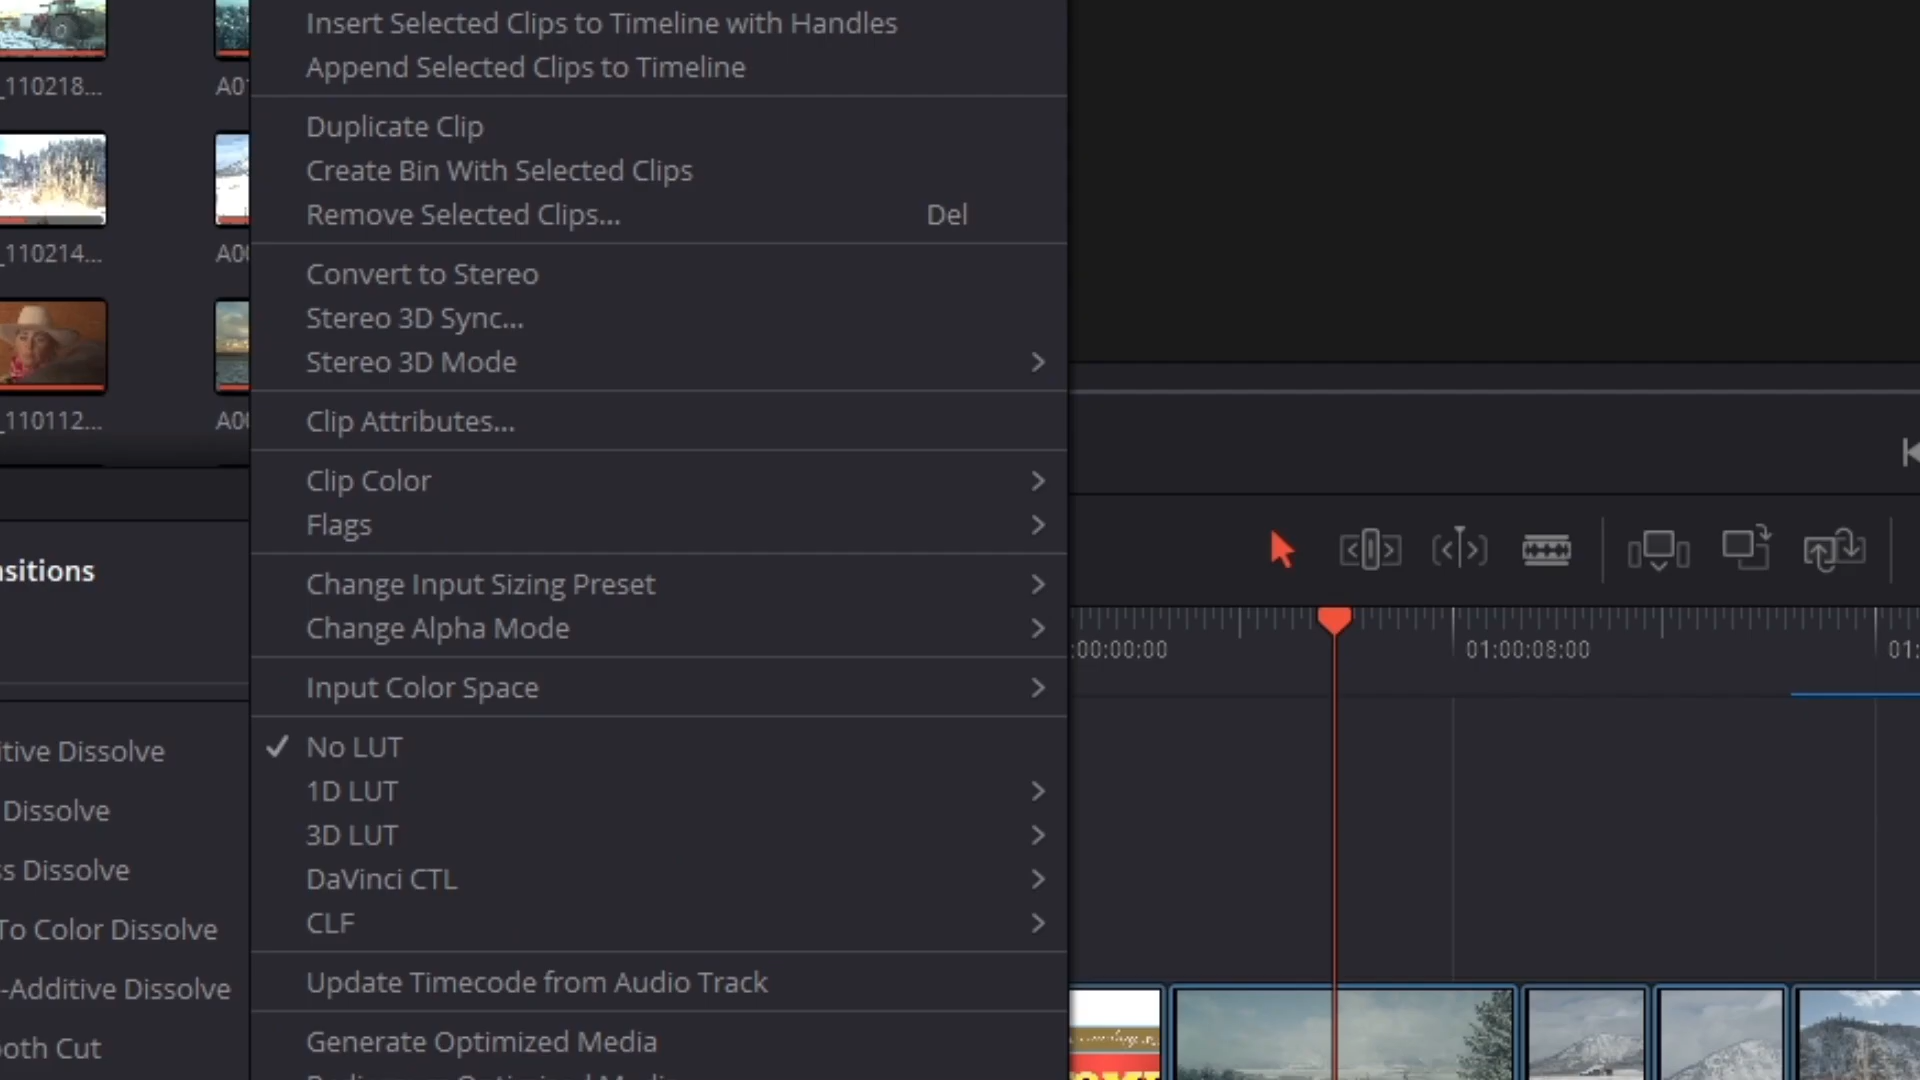 Insert Selected Clips to Timeline with Handles
Append Selected Clips to Timeline
_110218...
A0
Duplicate Clip
Create Bin With Selected Clips
Remove Selected Clips... Del
_110214...
A00
Convert to Stereo
Stereo 3D Sync...
Stereo 3D Mode
_110112...
A00
Clip Attributes...
Clip Color
Flags
sitions
Change Input Sizing Preset
Change Alpha Mode
:00:00:00
01:00:08:00
01:
Input Color Space
No LUT
1D LUT
3D LUT
DaVinci CTL
CLF
itive Dissolve
Dissolve
ss Dissolve
To Color Dissolve
-Additive Dissolve
ooth Cut
Update Timecode from Audio Track
Generate Optimized Media